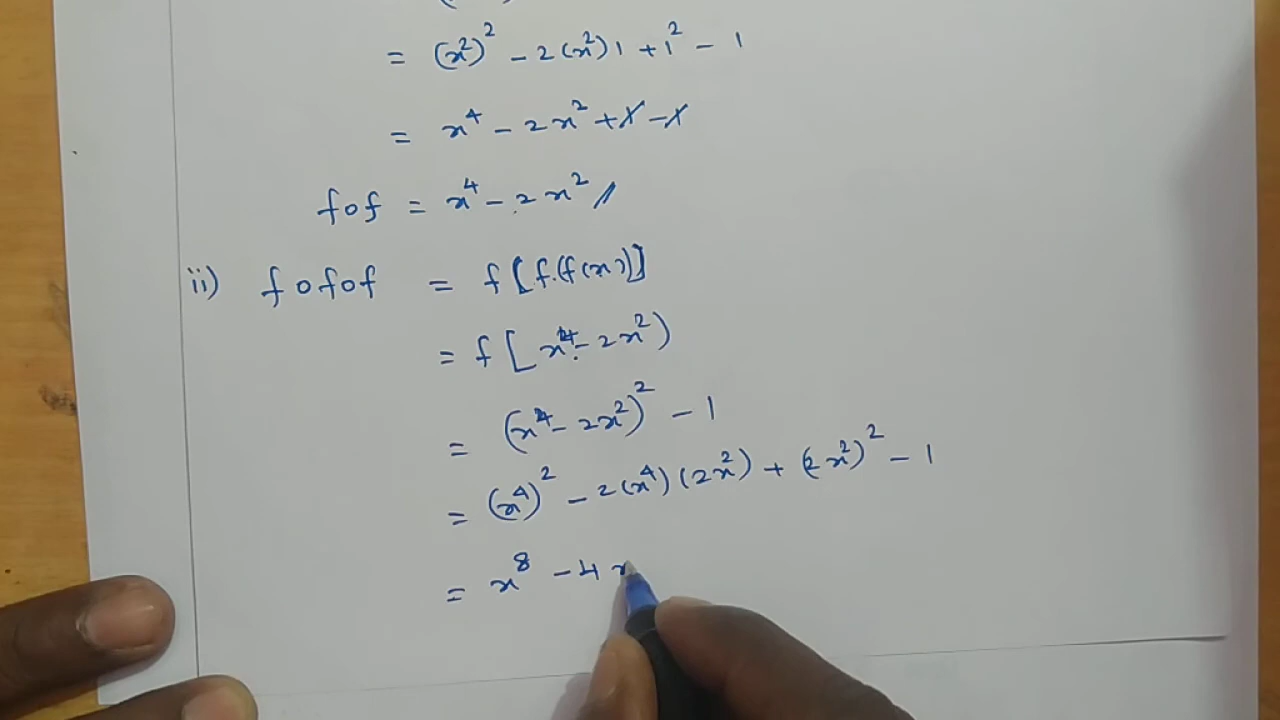 = (x²)² - 2(x²)1 + 1² - 1
= x⁴ - 2x² + 1 - 1
fof = x⁴ - 2x² //
ii) fofof = f[f(f(x))]
= f[x⁴ - 2x²)
= (x⁴ - 2x²)² - 1
= (x⁴)² - 2(x⁴)(2x²) + (2x²)² - 1
= x⁸ - 4x